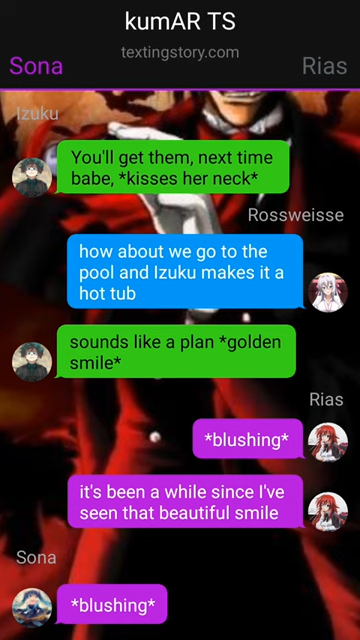 kumAR TS
textingstory.com
Sona
Rias
Izuku
You'll get them, next time
babe, *kisses her neck*
Rossweisse
how about we go to the
pool and Izuku makes it a
hot tub
sounds like a plan *golden
smile*
Rias
*blushing*
it's been a while since I've
seen that beautiful smile
Sona
*blushing*